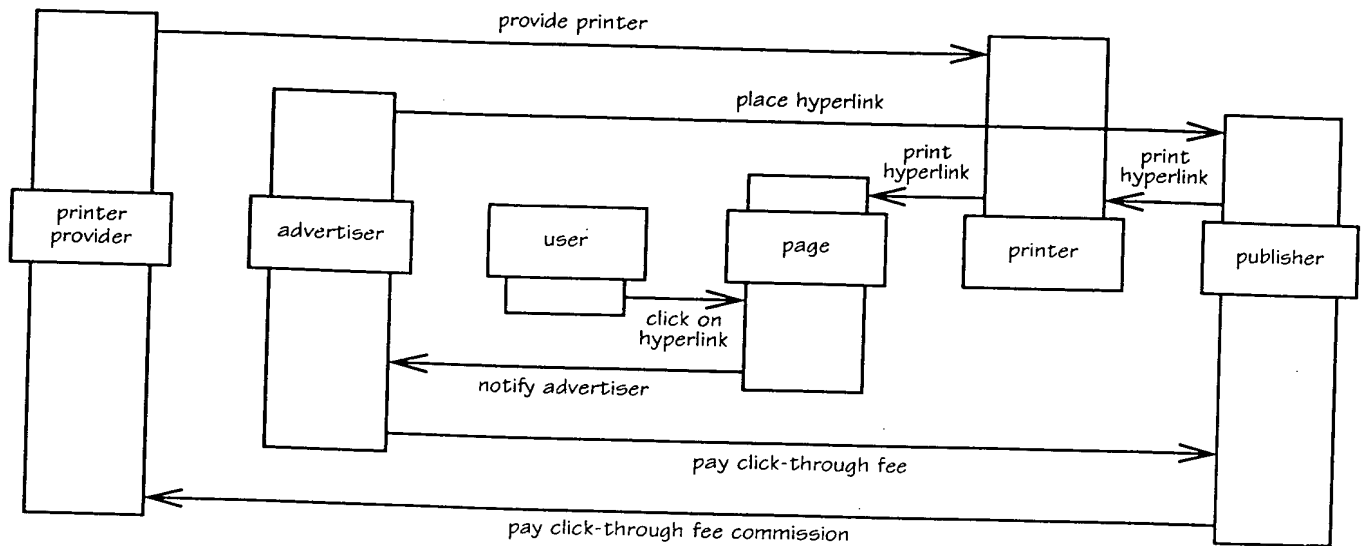 provide printer
place hyperlink
print
hyperlink
print
hyperlink
printer
provider
advertiser
user
page
printer
publisher
click on
hyperlink
notify advertiser
pay click-through fee
pay click-through fee commission